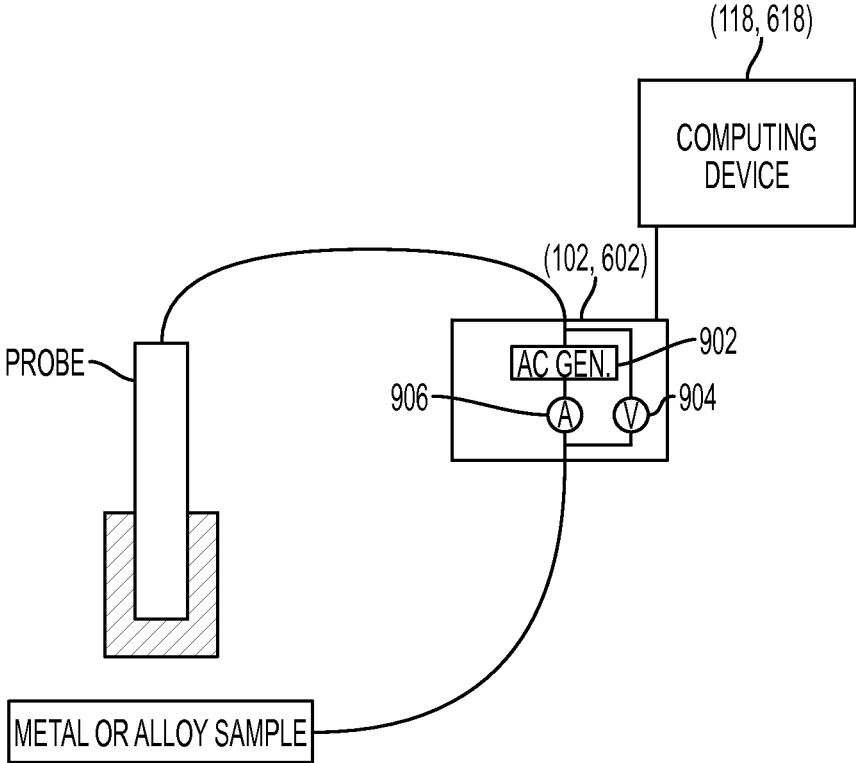 (118, 618)
COMPUTING
DEVICE
(102, 602)
PROBE
AC GEN.
902
906
A
V
904
METAL OR ALLOY SAMPLE